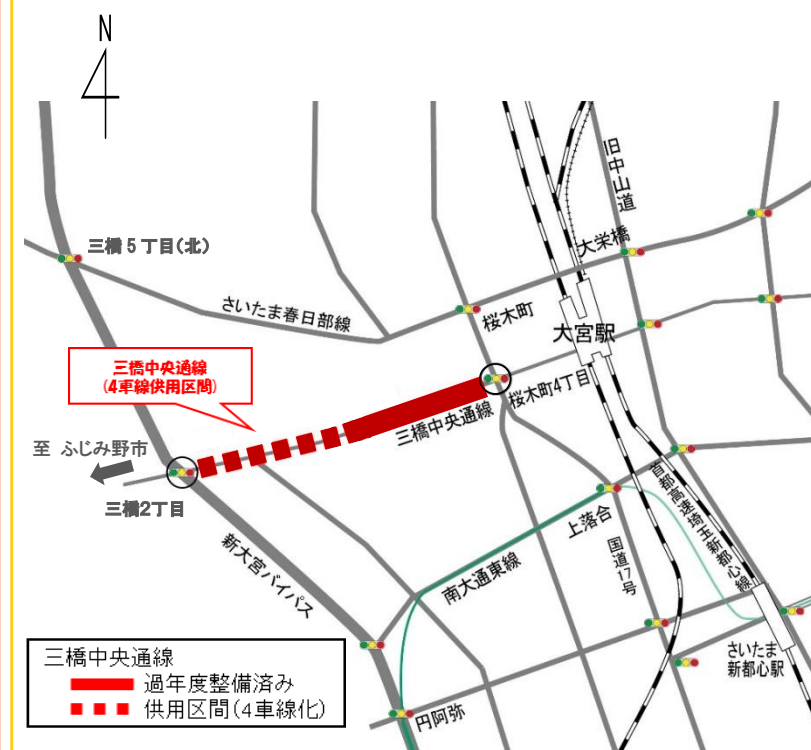 N
旧中山道
三橋5丁目(北)
大栄橋
さいたま春日部線
桜木町
大宮駅
三橋中央通線
(4車線供用区間)
桜木町4丁目
三橋中央通線
至 ふじみ野市
三橋2丁目
首都高速埼玉新都心線
上落合
国道17号
南大通東線
新大宮バイパス
さいたま
新都心駅
円阿弥
三橋中央通線
過年度整備済み
供用区間(4車線化)